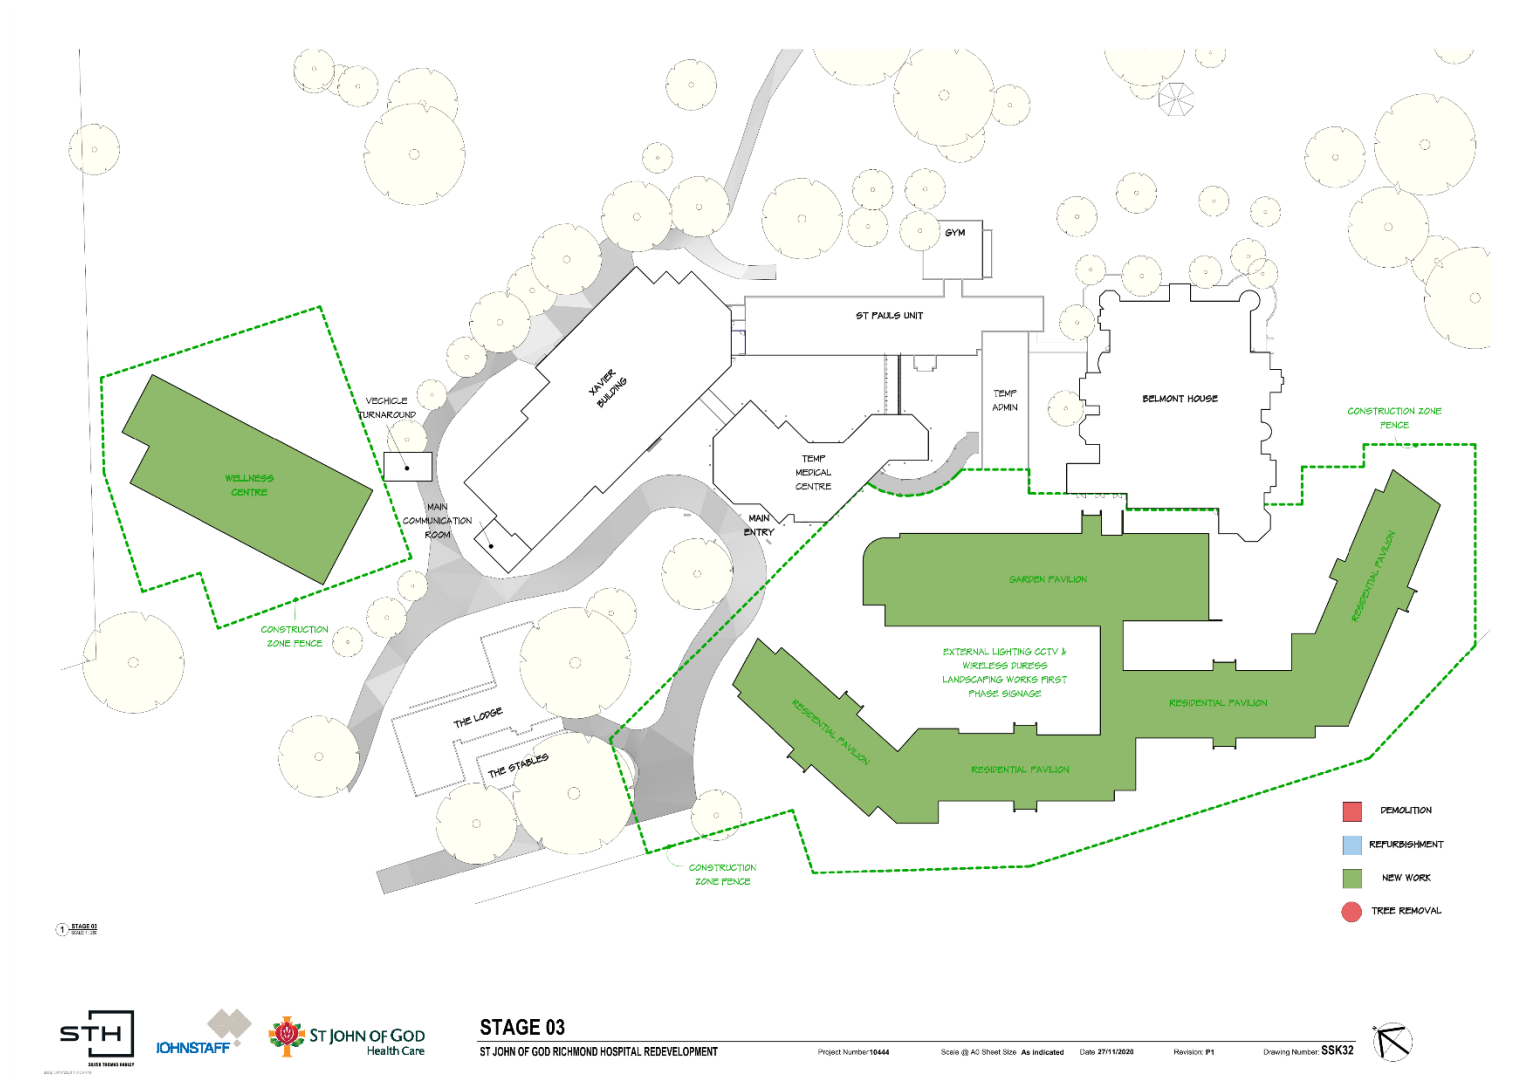 GYM
ST PAULS UNIT
XAVIER
BUILDING
TEMP
ADMIN
BELMONT HOUSE
VECHICLE
TURNAROUND
CONSTRUCTION ZONE
FENCE
WELLNESS
CENTRE
TEMP
MEDICAL
CENTRE
MAIN
COMMUNICATION
ROOM
MAIN
ENTRY
GARDEN PAVILION
RESIDENTIAL PAVILION
CONSTRUCTION
ZONE FENCE
EXTERNAL LIGHTING CCTV &
WIRELESS DURESS
LANDSCAPING WORKS FIRST
PHASE SIGNAGE
RESIDENTIAL PAVILION
RESIDENTIAL PAVILION
THE LODGE
THE STABLES
RESIDENTIAL PAVILION
CONSTRUCTION
ZONE FENCE
DEMOLITION
REFURBISHMENT
NEW WORK
TREE REMOVAL
1 STAGE 03
STH
SILVER THOMAS HANLEY
JOHNSTAFF
ST JOHN OF GOD
Health Care
STAGE 03
ST JOHN OF GOD RICHMOND HOSPITAL REDEVELOPMENT
Project Number 10444
Scale @ A0 Sheet Size As indicated
Date 27/11/2020
Revision: P1
Drawing Number: SSK32